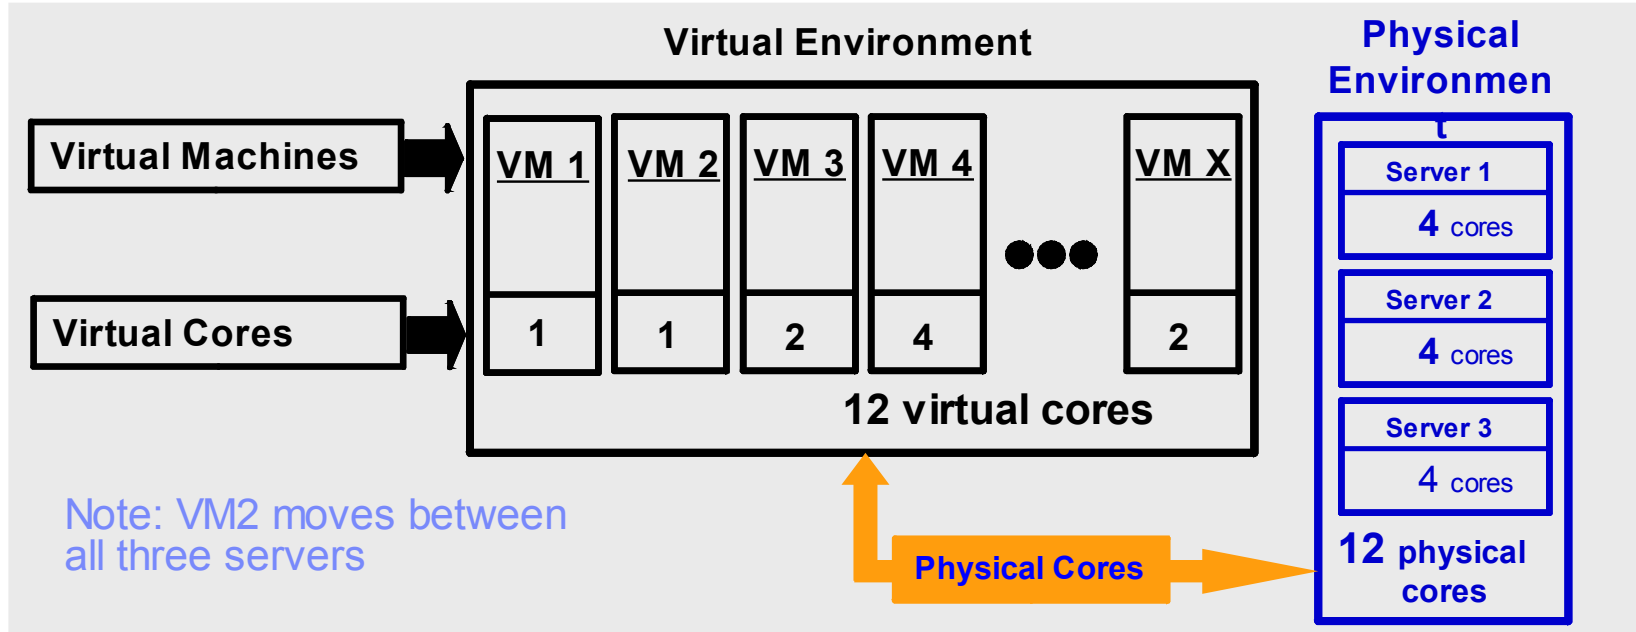 Virtual Environment
Physical
Environmen
t
Virtual Machines
VM 1
VM 2
VM 3
VM 4
VM X
Server 1
4 cores
Server 2
4 cores
Virtual Cores
1
1
2
4
2
12 virtual cores
Server 3
4 cores
Note: VM2 moves between
all three servers
Physical Cores
12 physical
cores